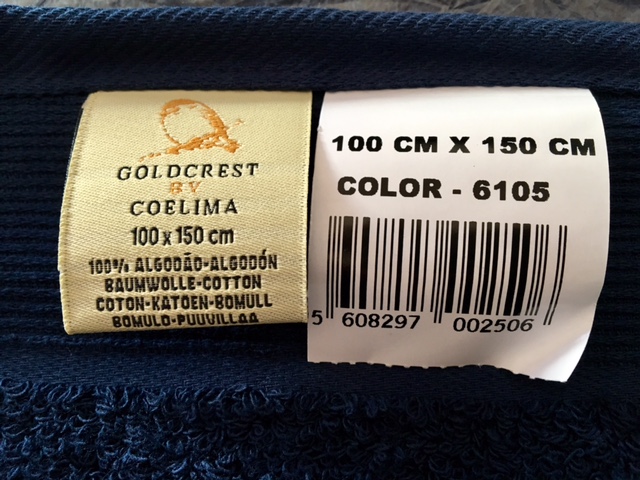 GOLDCREST
BY
COELIMA
100 x 150 cm
100% ALGODÃO-ALGODÓN
BAUMWOLLE-COTTON
COTON-KATOEN-BOMULL
BOMULD-PUUVILLAA
100 CM X 150 CM
COLOR - 6105
5 608297 002506